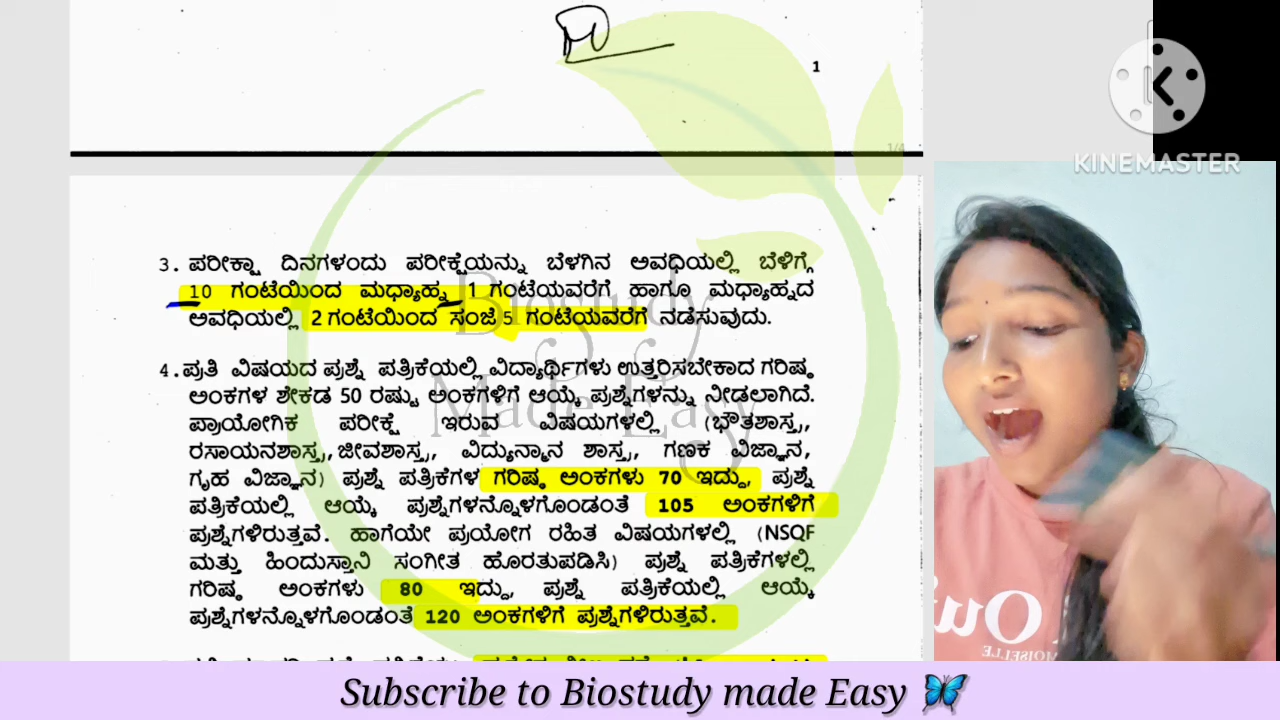 1
1/4
KINEMASTER
3. ಪರೀಕ್ಷಾ ದಿನಗಳಂದು ಪರೀಕ್ಷೆಯನ್ನು ಬೆಳಗಿನ ಅವಧಿಯಲ್ಲಿ ಬೆಳಿಗ್ಗೆ
10 ಗಂಟೆಯಿಂದ ಮಧ್ಯಾಹ್ನ 1 ಗಂಟೆಯವರೆಗೆ ಹಾಗೂ ಮಧ್ಯಾಹ್ನದ
ಅವಧಿಯಲ್ಲಿ 2 ಗಂಟೆಯಿಂದ ಸಂಜೆ 5 ಗಂಟೆಯವರೆಗೆ ನಡೆಸುವುದು.
4. ಪ್ರತಿ ವಿಷಯದ ಪ್ರಶ್ನೆ ಪತ್ರಿಕೆಯಲ್ಲಿ ವಿದ್ಯಾರ್ಥಿಗಳು ಉತ್ತರಿಸಬೇಕಾದ ಗರಿಷ್ಠ
ಅಂಕಗಳ ಶೇಕಡ 50 ರಷ್ಟು ಅಂಕಗಳಿಗೆ ಆಯ್ಕೆ ಪ್ರಶ್ನೆಗಳನ್ನು ನೀಡಲಾಗಿದೆ.
ಪ್ರಾಯೋಗಿಕ ಪರೀಕ್ಷೆ ಇರುವ ವಿಷಯಗಳಲ್ಲಿ (ಭೌತಶಾಸ್ತ್ರ,
ರಸಾಯನಶಾಸ್ತ್ರ, ಜೀವಶಾಸ್ತ್ರ, ವಿದ್ಯುನ್ಮಾನ ಶಾಸ್ತ್ರ, ಗಣಕ ವಿಜ್ಞಾನ,
ಗೃಹ ವಿಜ್ಞಾನ) ಪ್ರಶ್ನೆ ಪತ್ರಿಕೆಗಳ ಗರಿಷ್ಠ ಅಂಕಗಳು 70 ಇದ್ದು, ಪ್ರಶ್ನೆ
ಪತ್ರಿಕೆಯಲ್ಲಿ ಆಯ್ಕೆ ಪ್ರಶ್ನೆಗಳನ್ನೊಳಗೊಂಡಂತೆ 105 ಅಂಕಗಳಿಗೆ
ಪ್ರಶ್ನೆಗಳಿರುತ್ತವೆ. ಹಾಗೆಯೇ ಪ್ರಯೋಗ ರಹಿತ ವಿಷಯಗಳಲ್ಲಿ (NSQF
ಮತ್ತು ಹಿಂದುಸ್ತಾನಿ ಸಂಗೀತ ಹೊರತುಪಡಿಸಿ) ಪ್ರಶ್ನೆ ಪತ್ರಿಕೆಗಳಲ್ಲಿ
ಗರಿಷ್ಠ ಅಂಕಗಳು 80 ಇದ್ದು, ಪ್ರಶ್ನೆ ಪತ್ರಿಕೆಯಲ್ಲಿ ಆಯ್ಕೆ
ಪ್ರಶ್ನೆಗಳನ್ನೊಳಗೊಂಡಂತೆ 120 ಅಂಕಗಳಿಗೆ ಪ್ರಶ್ನೆಗಳಿರುತ್ತವೆ.
Biostudy
Made Easy
Subscribe to Biostudy made Easy 🦋